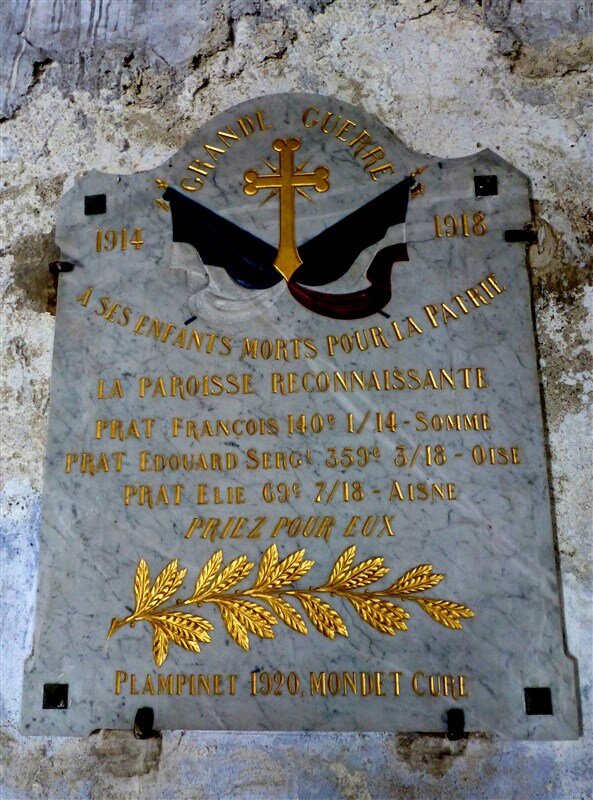 GRANDE GUERRE
1914 1918
A SES ENFANTS MORTS POUR LA PATRIE
LA PAROISSE RECONNAISSANTE
PRAT FRANÇOIS 140e 1/14 - SOMME
PRAT EDOUARD SERGt 359e 3/18 - OISE
PRAT ELIE 69e 7/18 - AISNE
PRIEZ POUR EUX
PLAMPINET 1920, MONDET CURE